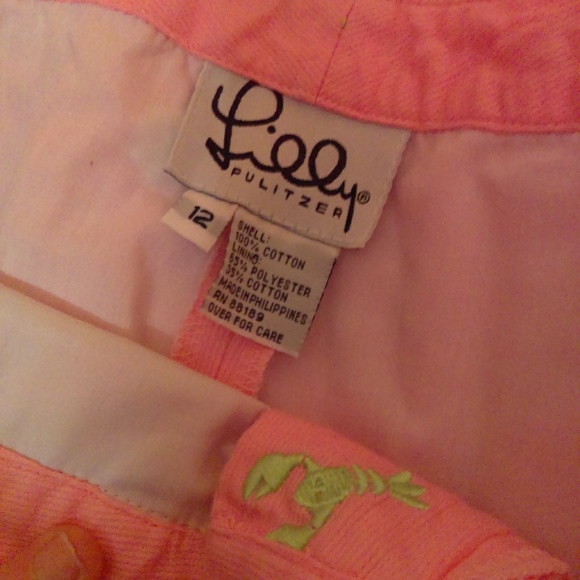 Lilly®
PULITZER
12
SHELL:
100% COTTON
LINING:
65% POLYESTER
35% COTTON
MADE IN PHILIPPINES
RN 88189
OVER FOR CARE